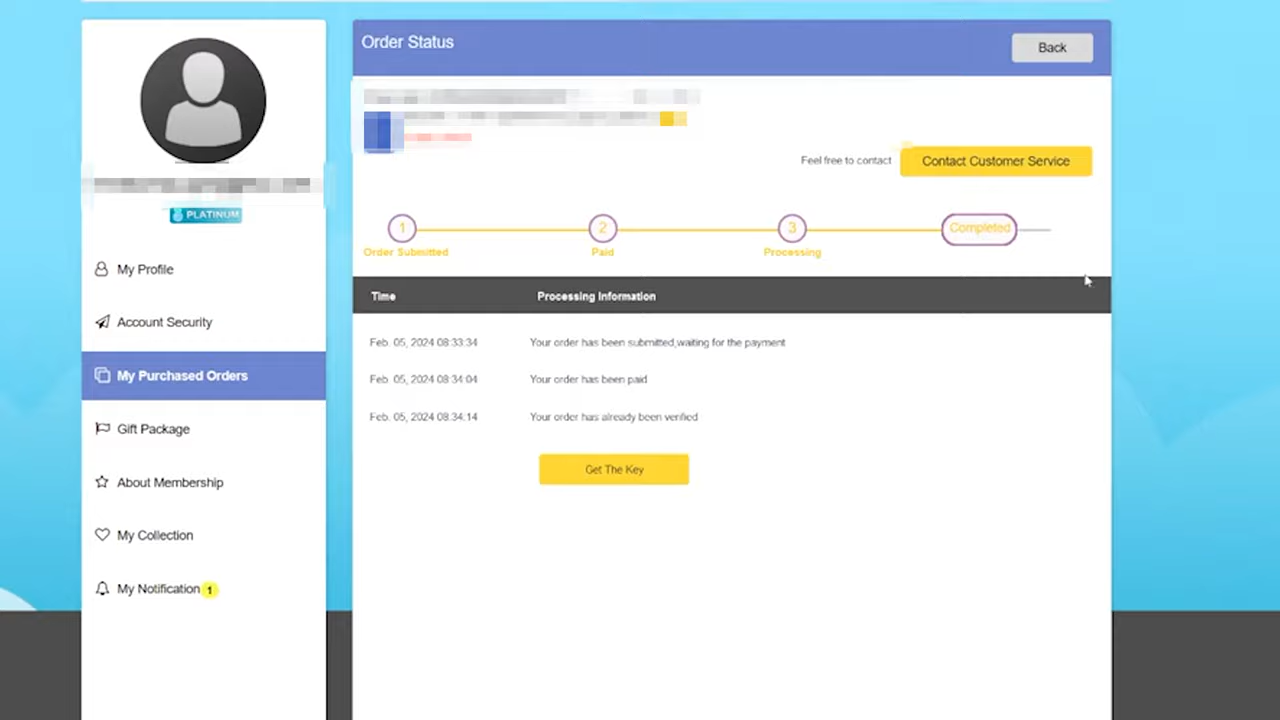 Order Status
Back
Feel free to contact
Contact Customer Service
PLATINUM
1
2
3
Completed
Order Submitted
Paid
Processing
My Profile
Account Security
My Purchased Orders
Gift Package
About Membership
My Collection
My Notification 1
Time
Processing Information
Feb. 05, 2024 08:33:34
Your order has been submitted,waiting for the payment
Feb. 05, 2024 08:34:04
Your order has been paid
Feb. 05, 2024 08:34:14
Your order has already been verified
Get The Key